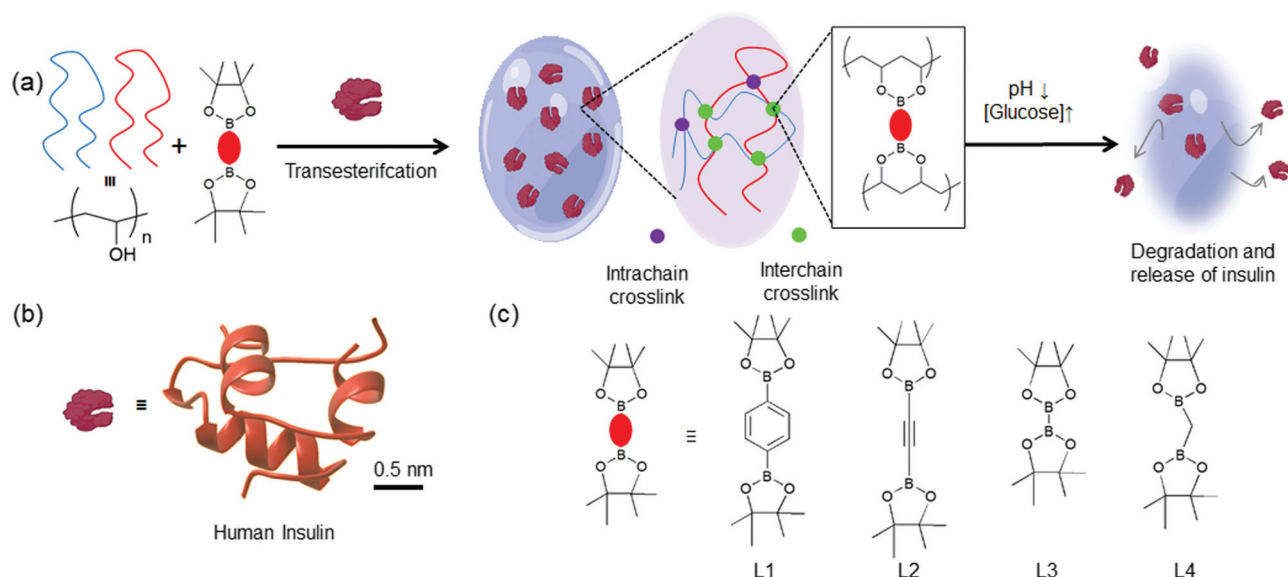 (a)
B
O
O
+
B
O
O
≡
OH
n
Transesterifcation
Intrachain
crosslink
Interchain
crosslink
O
O
B
B
O
O
pH ↓
[Glucose]↑
Degradation and
release of insulin
(b)
≡
Human Insulin
0.5 nm
(c)
O
O
B
B
O
O
≡
O
O
B
B
O
O
L1
O
O
B
B
O
O
L2
O
O
B
B
O
O
L3
O
O
B
B
O
O
L4